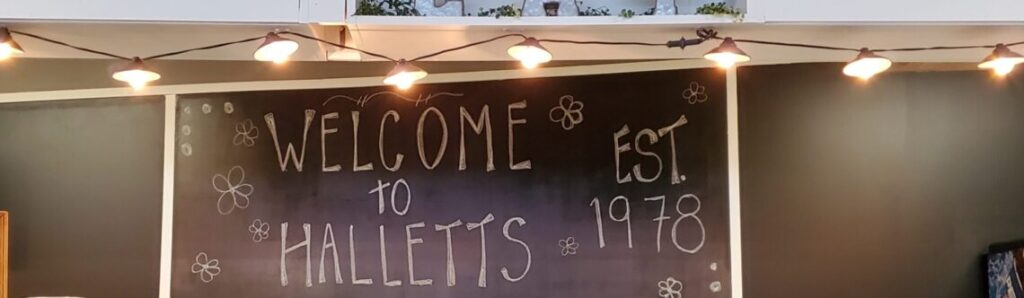 WELCOME
to
HALLETTS
EST.
1978